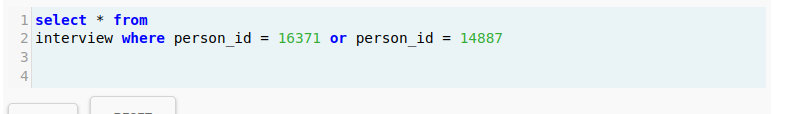 1 select * from
2 interview where person_id = 16371 or person_id = 14887
3
4